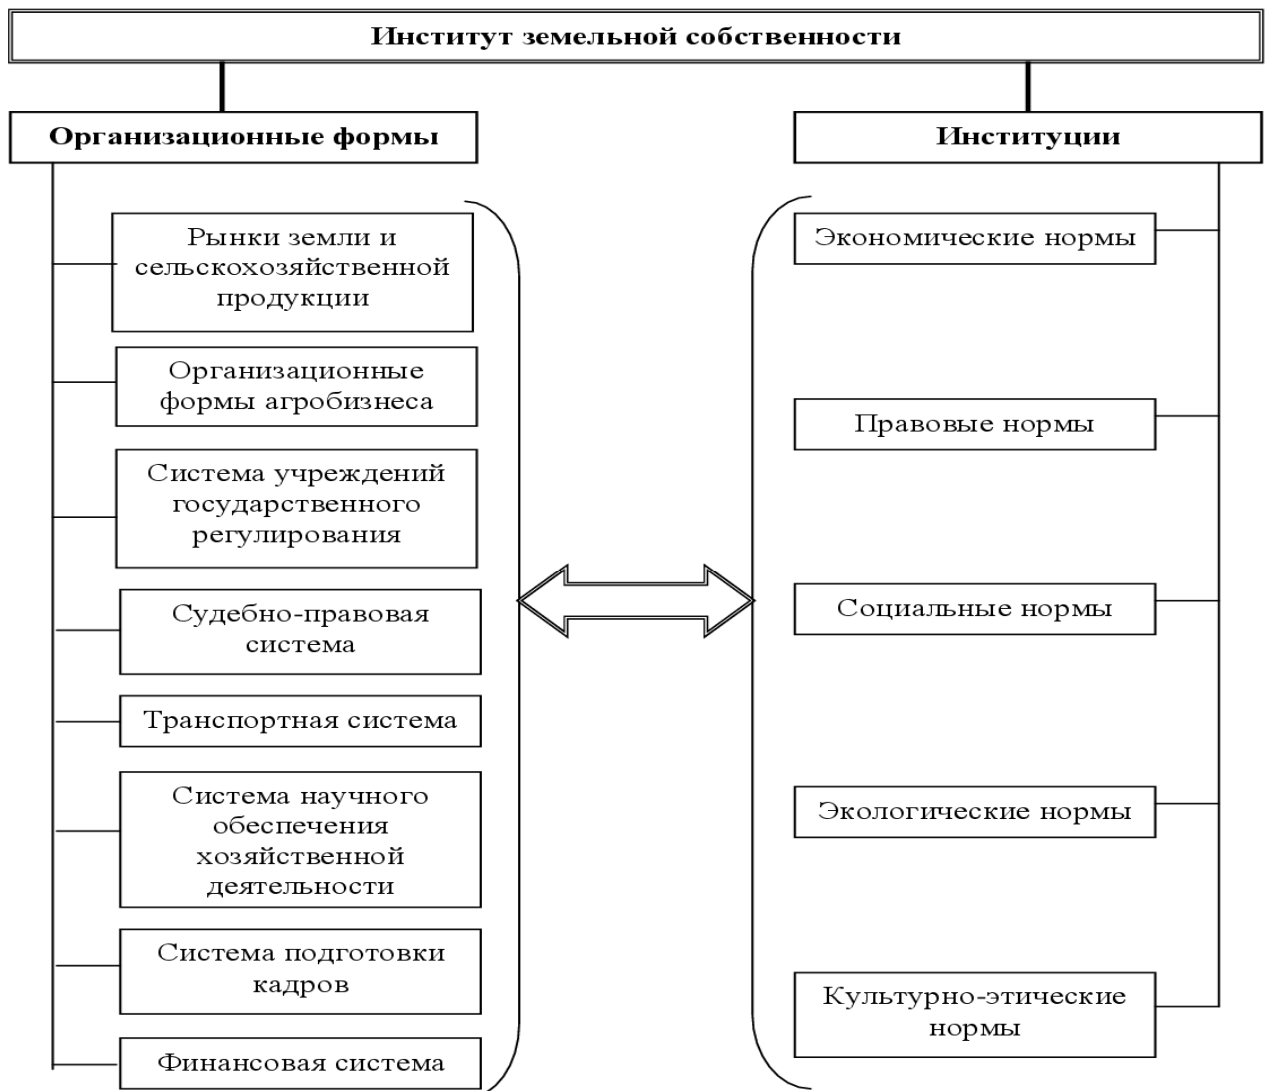 Институт земельной собственности
Организационные формы
Рынки земли и
сельскохозяйственной
продукции
Организационные
формы агробизнеса
Система учреждений
государственного
регулирования
Судебно-правовая
система
Транспортная система
Система научного
обеспечения
хозяйственной
деятельности
Система подготовки
кадров
Финансовая система
Институции
Экономические нормы
Правовые нормы
Социальные нормы
Экологические нормы
Культурно-этические
нормы